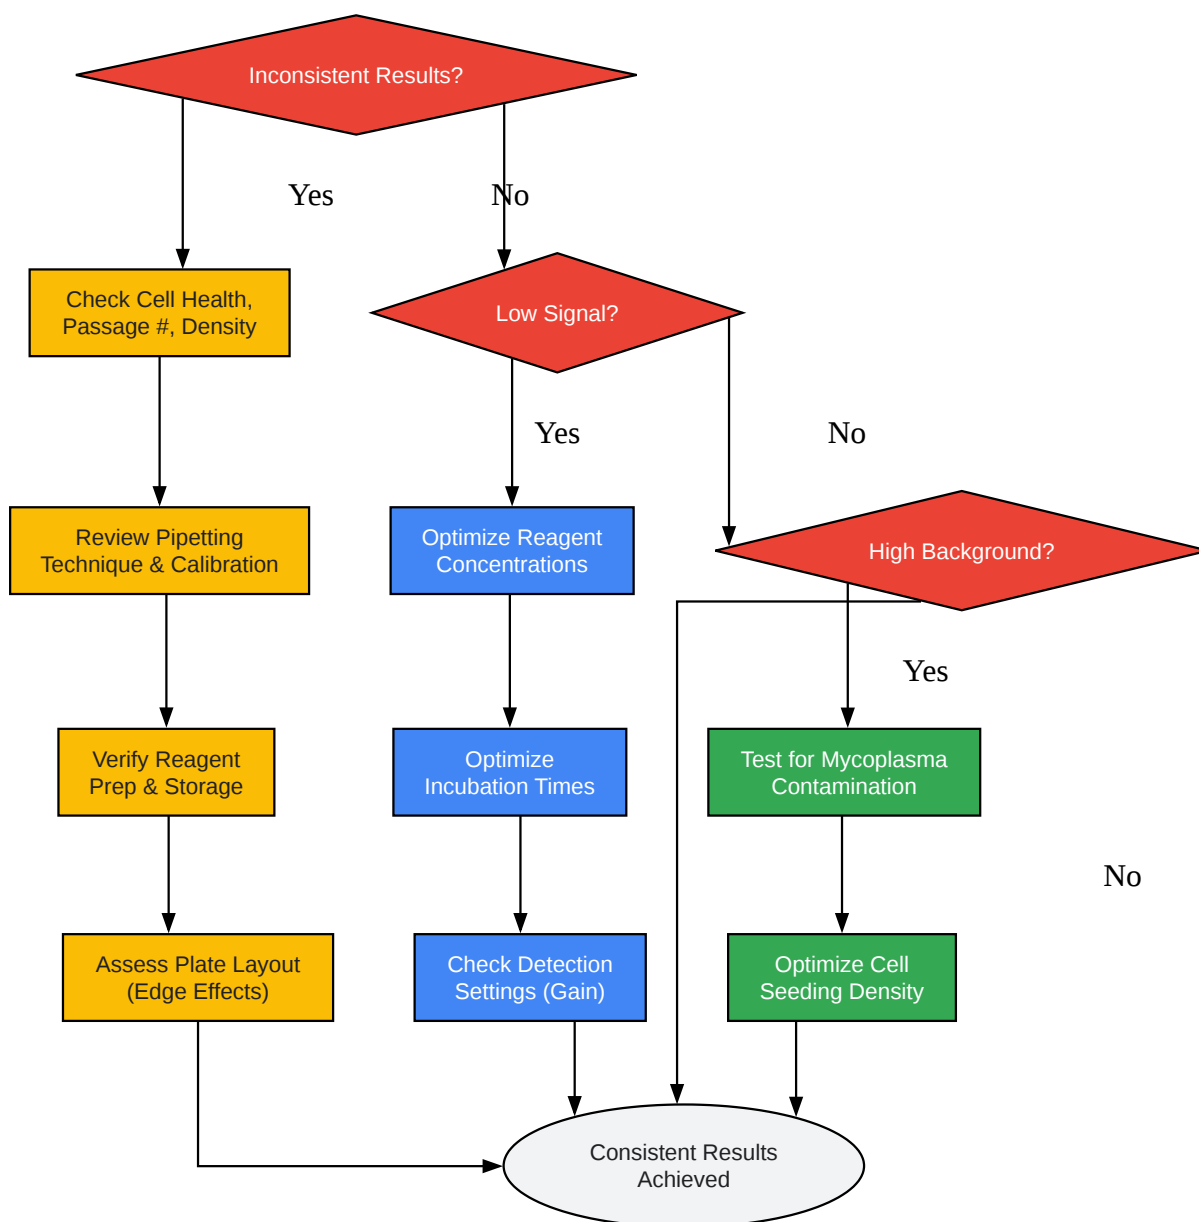 Inconsistent Results?
Yes
No
Check Cell Health,
Passage #, Density
Low Signal?
Yes
No
Review Pipetting
Technique & Calibration
Optimize Reagent
Concentrations
High Background?
Yes
Verify Reagent
Prep & Storage
Optimize
Incubation Times
Test for Mycoplasma
Contamination
No
Assess Plate Layout
(Edge Effects)
Check Detection
Settings (Gain)
Optimize Cell
Seeding Density
Consistent Results
Achieved